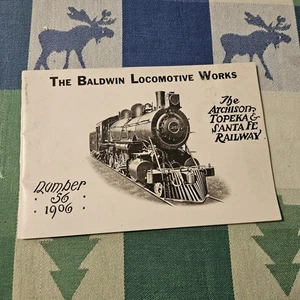 THE BALDWIN LOCOMOTIVE WORKS
The
ATCHISON
TOPEKA &
SANTA FE
RAILWAY
Number
56
1906